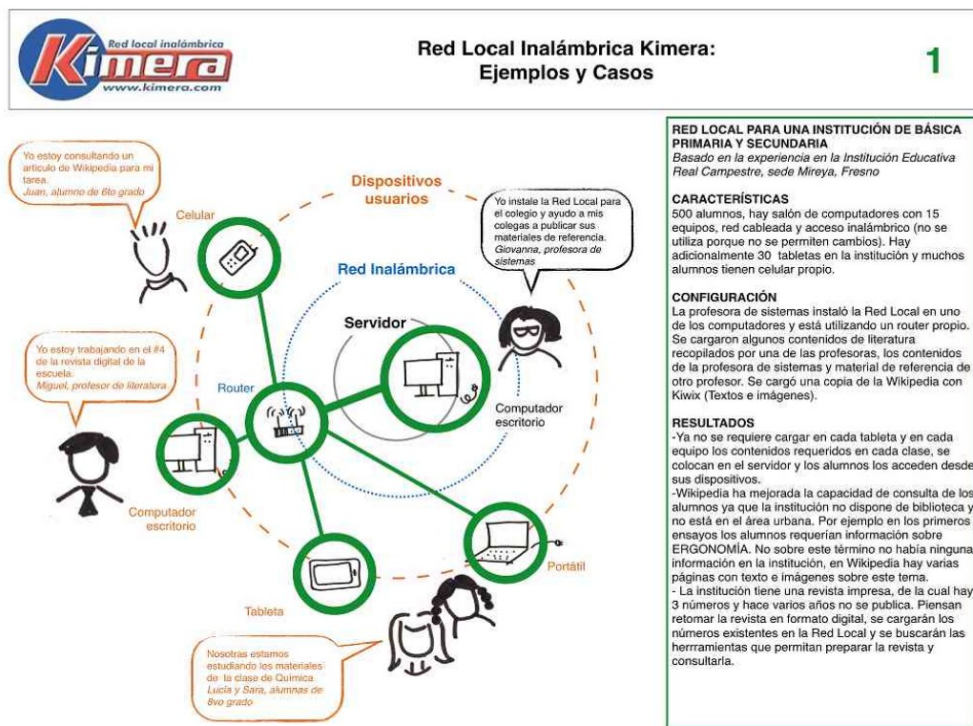 Red local inalámbrica
Kimera
www.kimera.com
Red Local Inalámbrica Kimera:
Ejemplos y Casos
1
Yo estoy consultando un
artículo de Wikipedia para mi
tarea.
Juan, alumno de 6to grado
Celular
Dispositivos
usuarios
Yo instale la Red Local para
el colegio y ayudo a mis
colegas a publicar sus
materiales de referencia.
Giovanna, profesora de
sistemas
Red Inalámbrica
Servidor
Yo estoy trabajando en el #4
de la revista digital de la
escuela.
Miguel, profesor de literatura
Router
Computador
escritorio
Computador
escritorio
Tableta
Portátil
Nosotras estamos
estudiando los materiales
de la clase de Química
Lucía y Sara, alumnas de
8vo grado
RED LOCAL PARA UNA INSTITUCIÓN DE BÁSICA
PRIMARIA Y SECUNDARIA
Basado en la experiencia en la Institución Educativa
Real Campestre, sede Mireya, Fresno
CARACTERÍSTICAS
500 alumnos, hay salón de computadores con 15
equipos, red cableada y acceso inalámbrico (no se
utiliza porque no se permiten cambios). Hay
adicionalmente 30 tabletas en la institución y muchos
alumnos tienen celular propio.
CONFIGURACIÓN
La profesora de sistemas instaló la Red Local en uno
de los computadores y está utilizando un router propio.
Se cargaron algunos contenidos de literatura
recopilados por una de las profesoras, los contenidos
de la profesora de sistemas y material de referencia de
otro profesor. Se cargó una copia de la Wikipedia con
Kiwix (Textos e imágenes).
RESULTADOS
-Ya no se requiere cargar en cada tableta y en cada
equipo los contenidos requeridos en cada clase, se
colocan en el servidor y los alumnos los acceden desde
sus dispositivos.
-Wikipedia ha mejorada la capacidad de consulta de los
alumnos ya que la institución no dispone de biblioteca y
no está en el área urbana. Por ejemplo en los primeros
ensayos los alumnos requerían información sobre
ERGONOMÍA. No sobre este término no había ninguna
información en la institución, en Wikipedia hay varias
páginas con texto e imágenes sobre este tema.
- La institución tiene una revista impresa, de la cual hay
3 números y hace varios años no se publica. Piensan
retomar la revista en formato digital, se cargarán los
números existentes en la Red Local y se buscarán las
herrramientas que permitan preparar la revista y
consultarla.